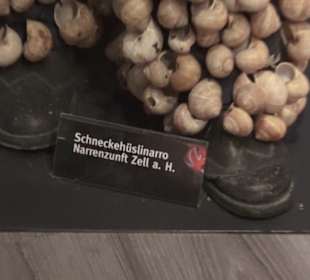 Schneckehüslinarro
Narrenzunft Zell a. H.